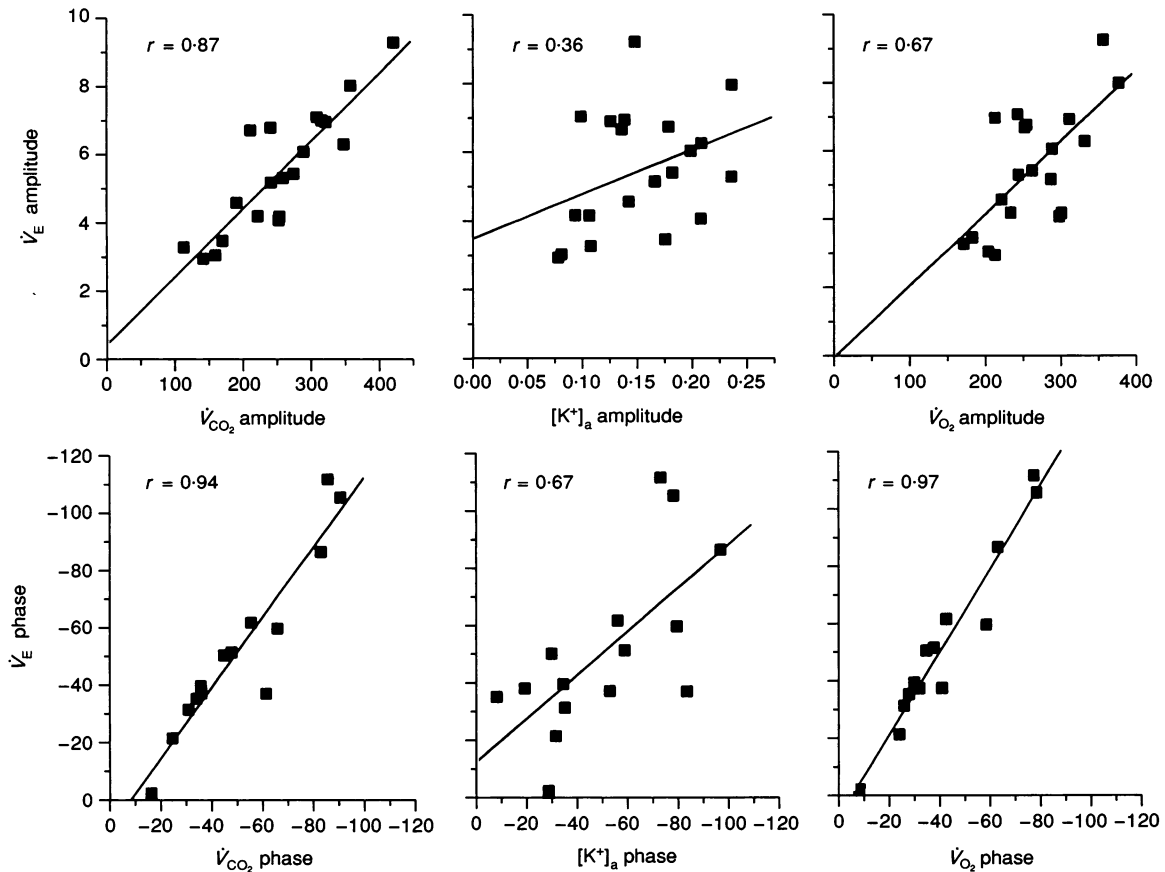 r = 0·87
10
8
6
4
2
0
V̇E amplitude
0 100 200 300 400
V̇CO2 amplitude
r = 0·36
0·00 0·05 0·10 0·15 0·20 0·25
[K+]a amplitude
r = 0·67
0 100 200 300 400
V̇O2 amplitude
r = 0·94
−120
−100
−80
−60
−40
−20
0
V̇E phase
0 −20 −40 −60 −80 −100 −120
V̇CO2 phase
r = 0·67
0 −20 −40 −60 −80 −100 −120
[K+]a phase
r = 0·97
0 −20 −40 −60 −80 −100 −120
V̇O2 phase